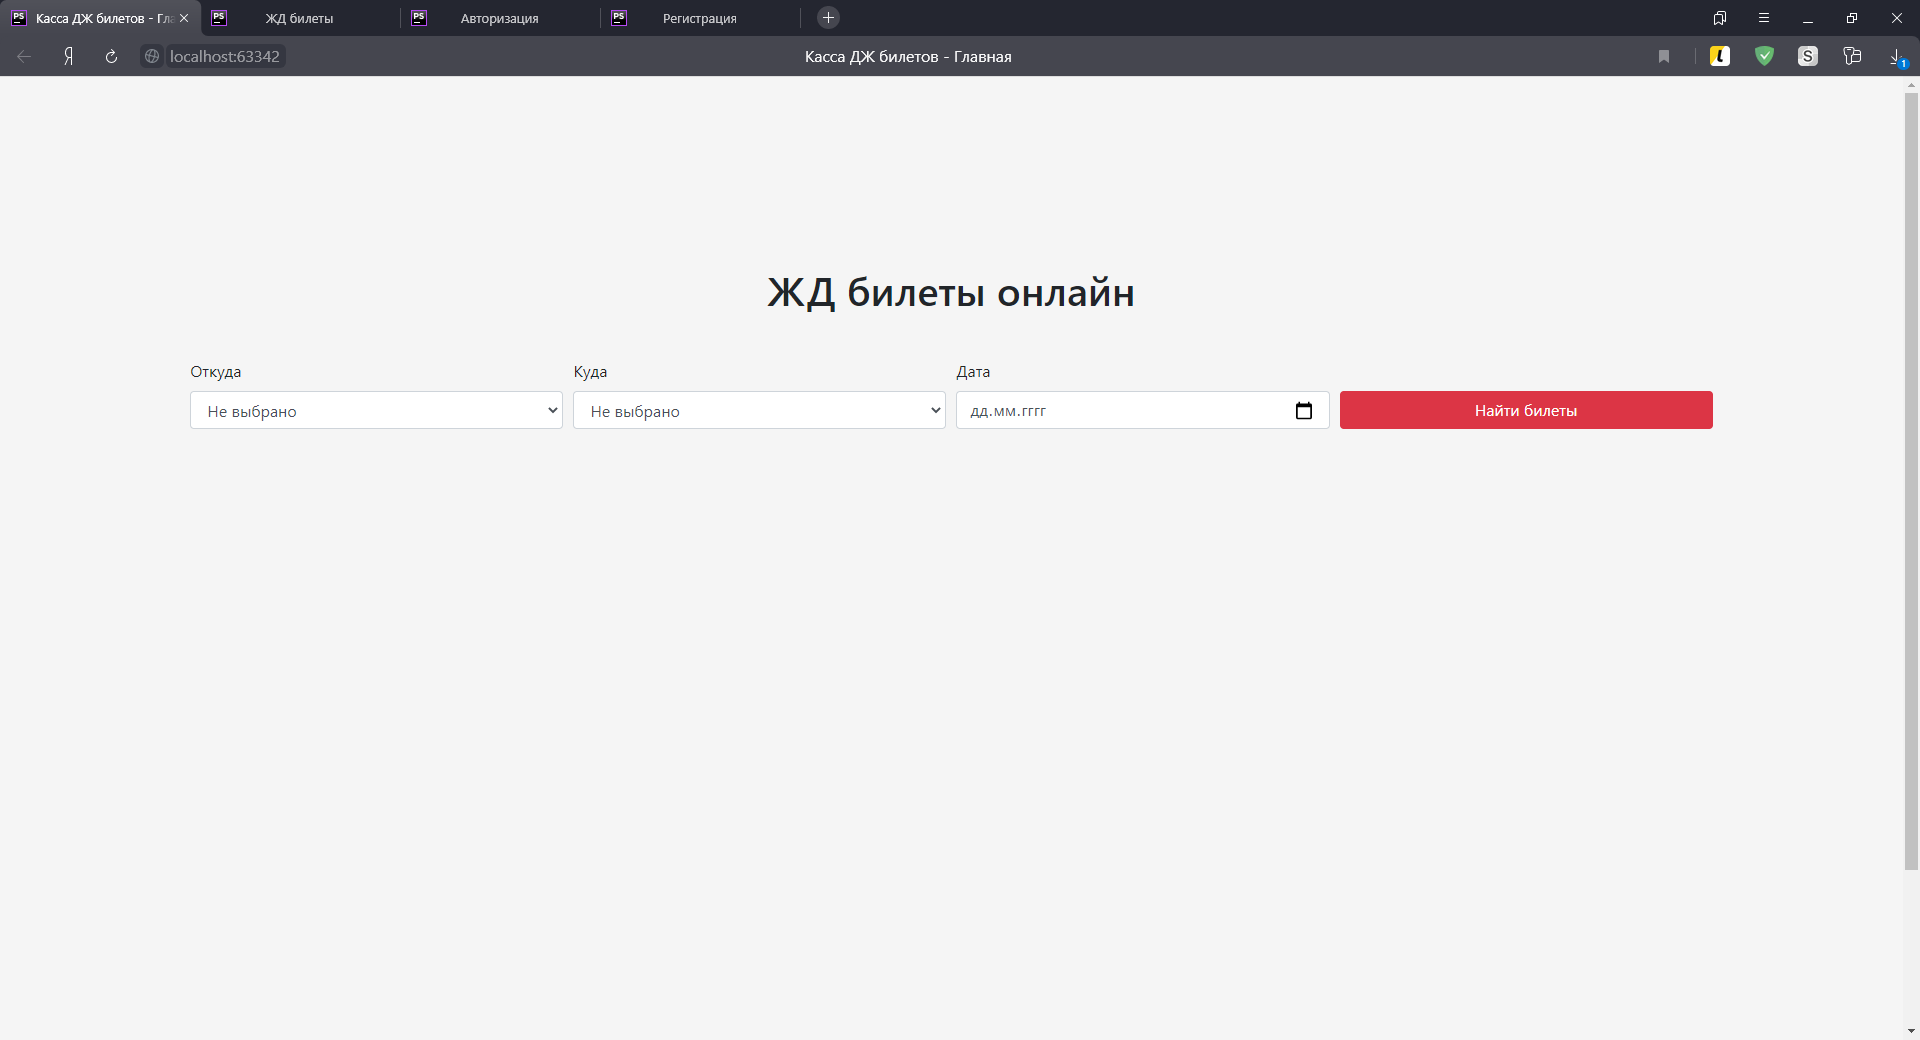 Касса ДЖ билетов - Гла
ЖД билеты
Авторизация
Регистрация
localhost:63342
Касса ДЖ билетов - Главная
ЖД билеты онлайн
Откуда
Куда
Дата
Не выбрано
Не выбрано
дд.мм.гггг
Найти билеты